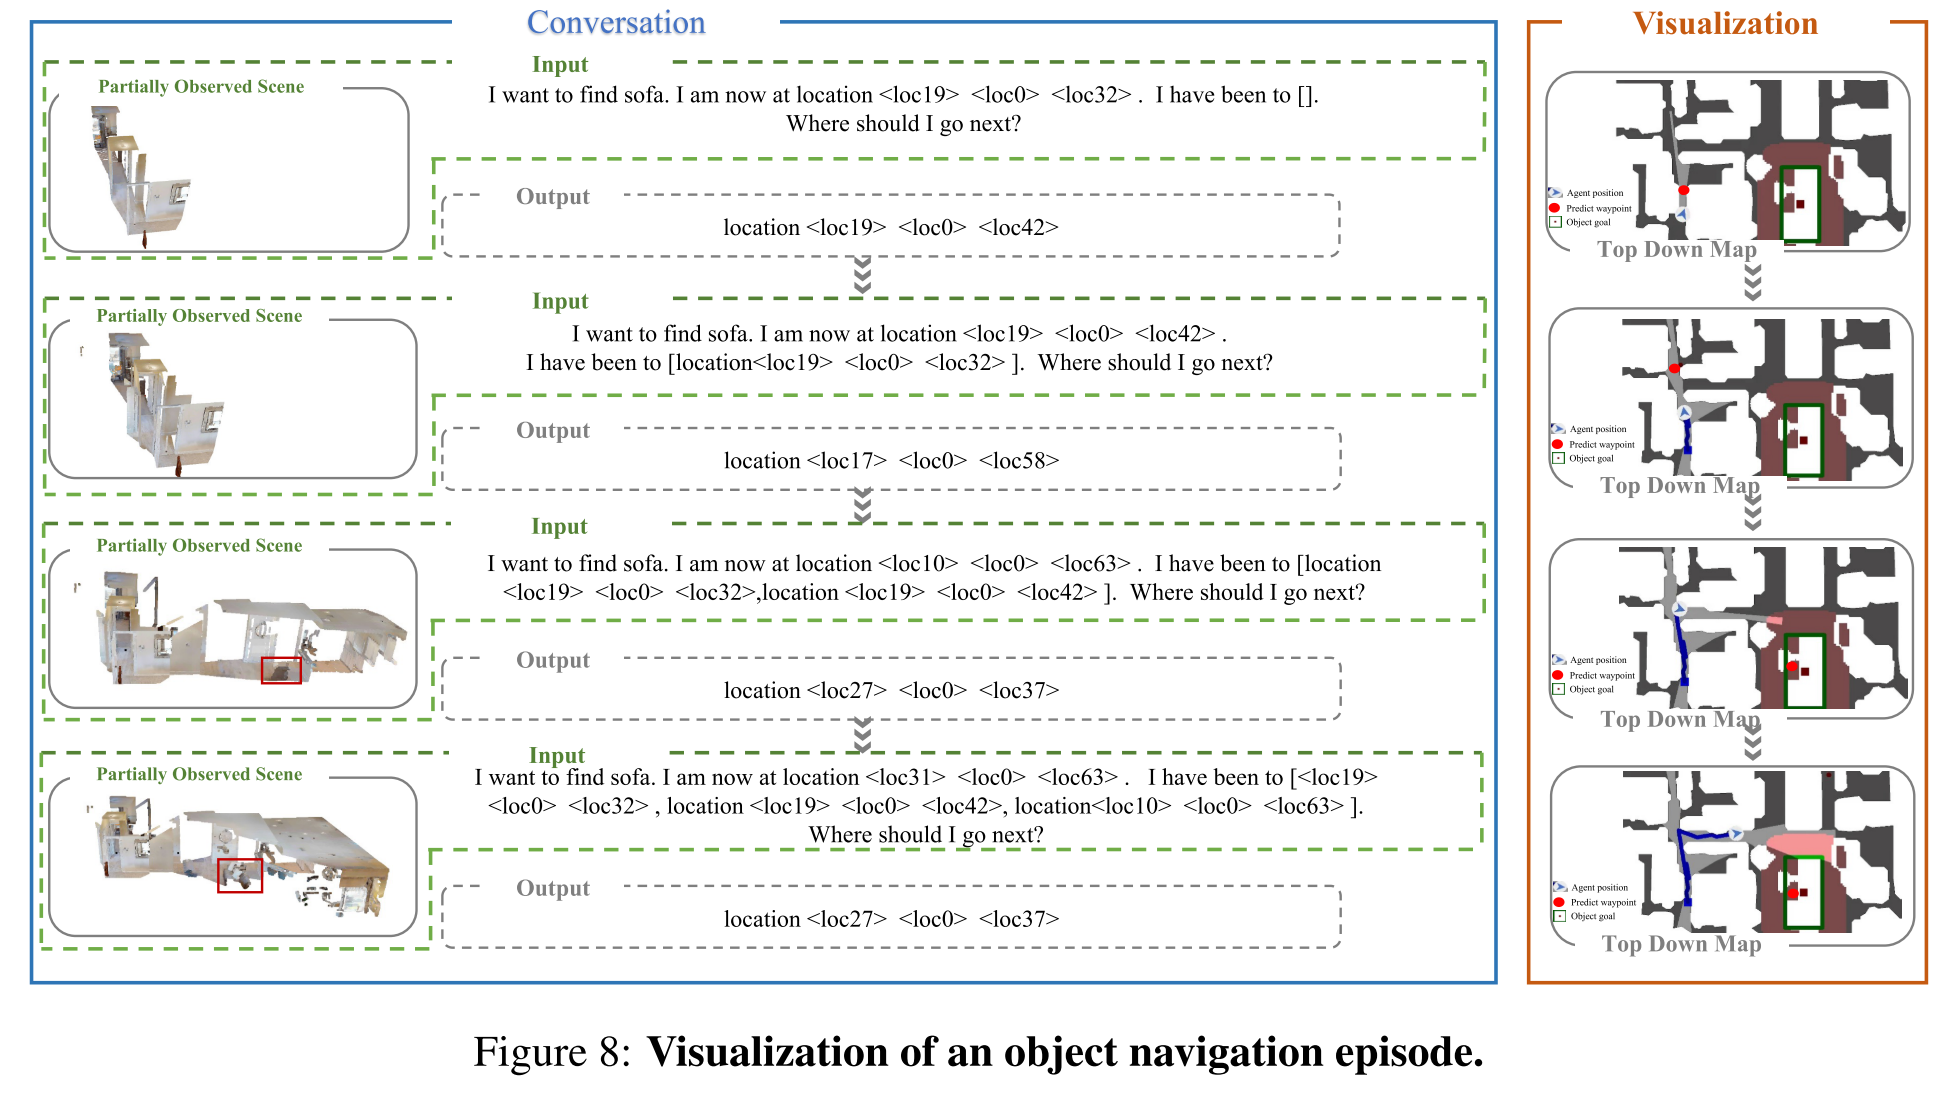 Conversation
Visualization
Input
Partially Observed Scene
I want to find sofa. I am now at location <loc19> <loc0> <loc32> . I have been to [].
Where should I go next?
Output
location <loc19> <loc0> <loc42>
Agent position
Predict waypoint
Object goal
Top Down Map
Input
Partially Observed Scene
I want to find sofa. I am now at location <loc19> <loc0> <loc42> .
I have been to [location<loc19> <loc0> <loc32> ]. Where should I go next?
Output
location <loc17> <loc0> <loc58>
Agent position
Predict waypoint
Object goal
Top Down Map
Input
Partially Observed Scene
I want to find sofa. I am now at location <loc10> <loc0> <loc63> . I have been to [location
<loc19> <loc0> <loc32>,location <loc19> <loc0> <loc42> ]. Where should I go next?
Output
location <loc27> <loc0> <loc37>
Agent position
Predict waypoint
Object goal
Top Down Map
Input
Partially Observed Scene
I want to find sofa. I am now at location <loc31> <loc0> <loc63> . I have been to [<loc19>
<loc0> <loc32> , location <loc19> <loc0> <loc42>, location<loc10> <loc0> <loc63> ].
Where should I go next?
Output
location <loc27> <loc0> <loc37>
Agent position
Predict waypoint
Object goal
Top Down Map
Figure 8: Visualization of an object navigation episode.